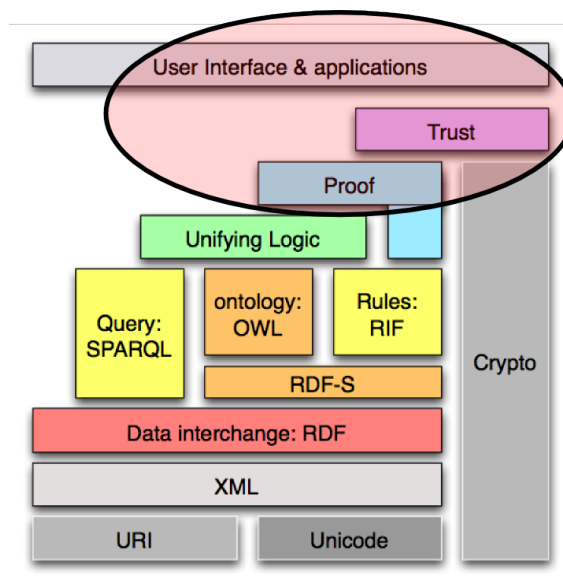 User Interface & applications
Trust
Proof
Unifying Logic
Query:
SPARQL
ontology:
OWL
Rules:
RIF
Crypto
RDF-S
Data interchange: RDF
XML
URI
Unicode